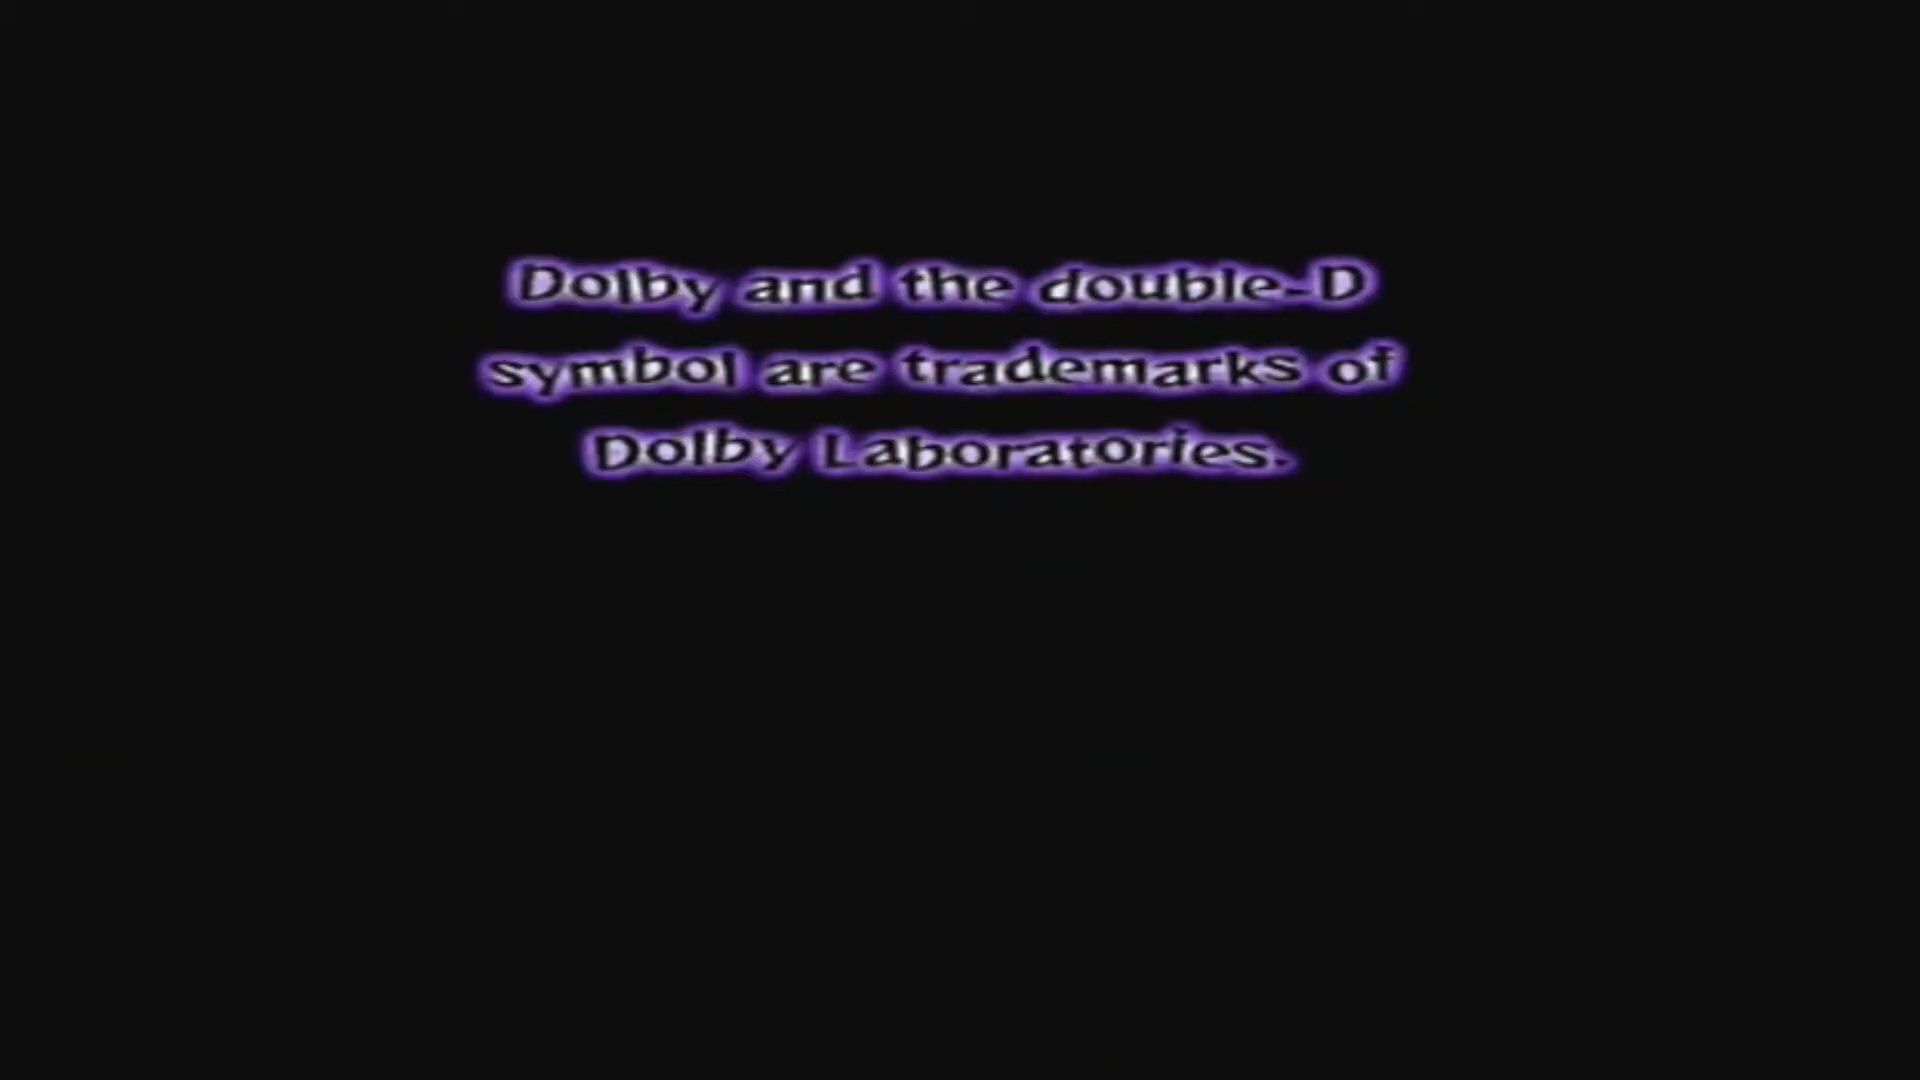 Dolby and the double-D
symbol are trademarks of
Dolby Laboratories.